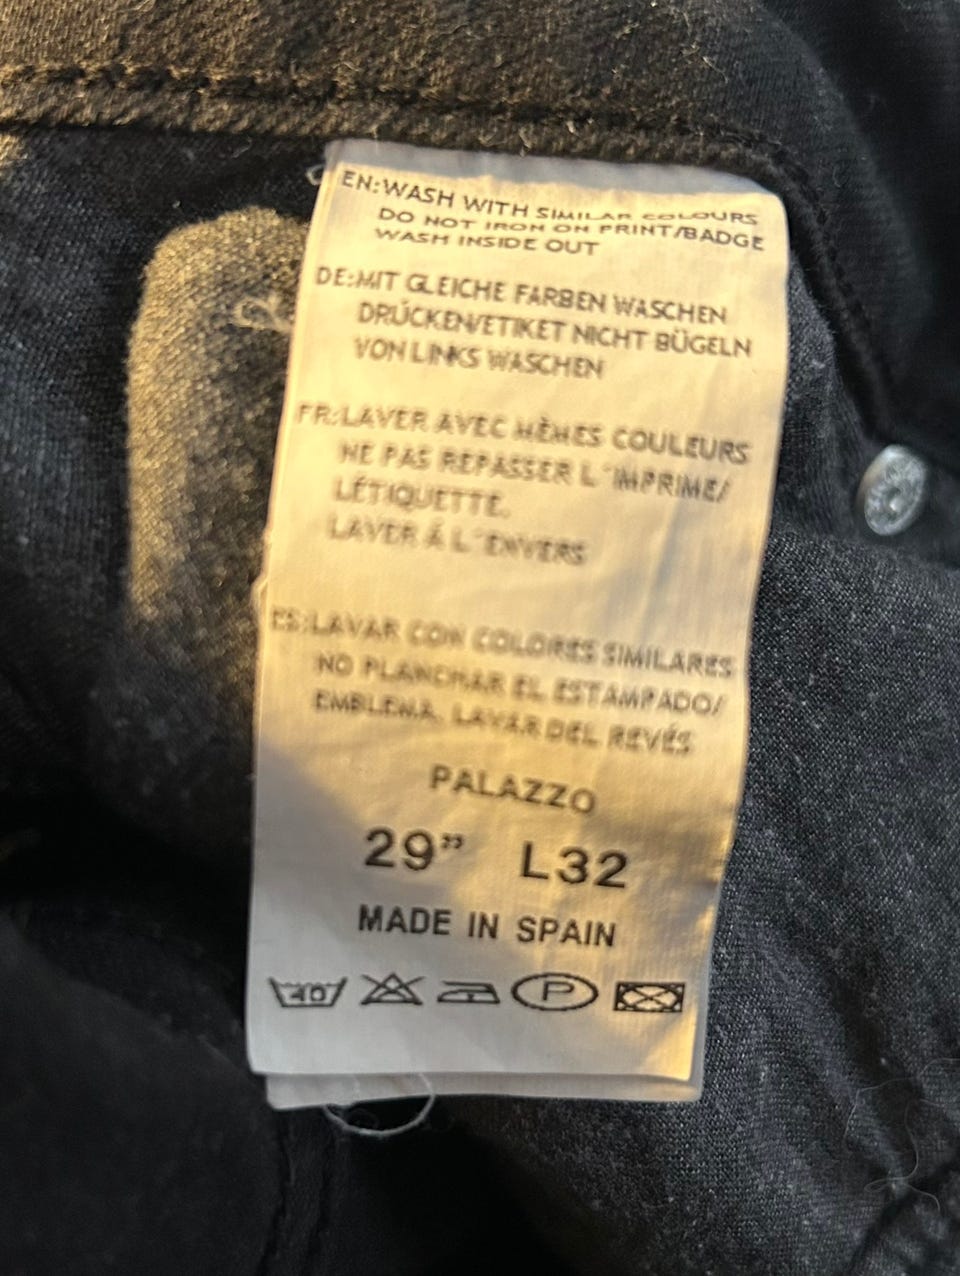 EN:WASH WITH SIMILAR COLOURS
DO NOT IRON ON PRINT/BADGE
WASH INSIDE OUT
DE:MIT GLEICHE FARBEN WASCHEN
DRÜCKEN/ETIKET NICHT BÜGELN
VON LINKS WASCHEN
FR:LAVER AVEC MÊMES COULEURS
NE PAS REPASSER L´IMPRIME/
LÉTIQUETTE.
LAVER Á L´ENVERS
ES:LAVAR CON COLORES SIMILARES
NO PLANCHAR EL ESTAMPADO/
EMBLEMA. LAVAR DEL REVÉS
PALAZZO
29” L32
MADE IN SPAIN
40 P